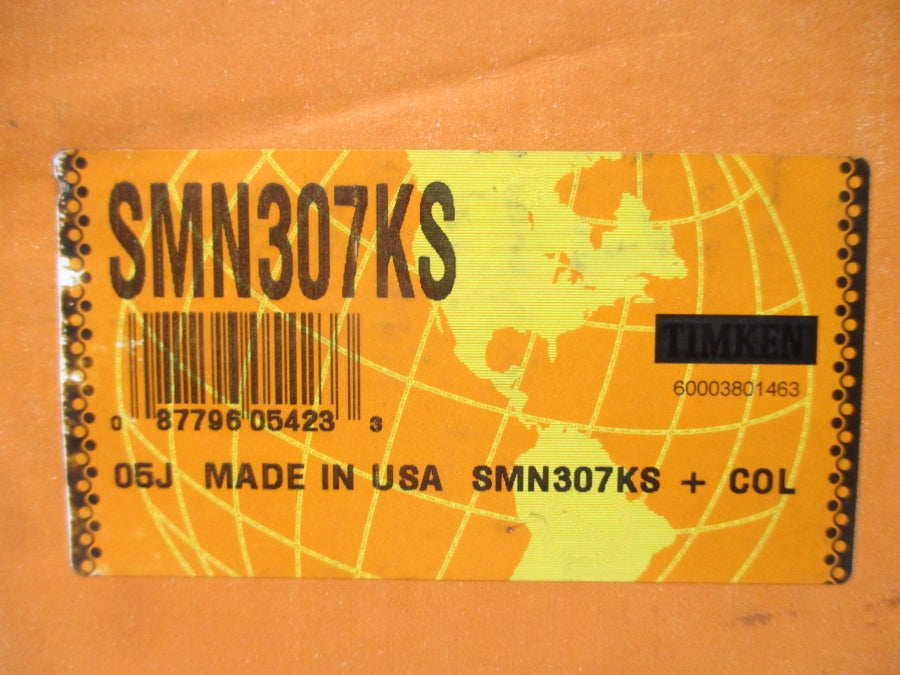 SMN307KS
TIMKEN
60003801463
0 87796 05423 3
05J MADE IN USA SMN307KS + COL